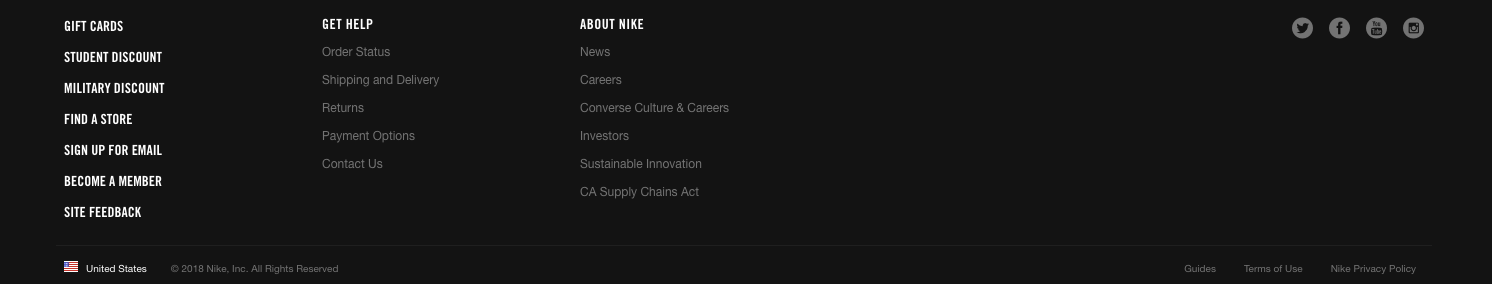 GIFT CARDS
STUDENT DISCOUNT
MILITARY DISCOUNT
FIND A STORE
SIGN UP FOR EMAIL
BECOME A MEMBER
SITE FEEDBACK
GET HELP
Order Status
Shipping and Delivery
Returns
Payment Options
Contact Us
ABOUT NIKE
News
Careers
Converse Culture & Careers
Investors
Sustainable Innovation
CA Supply Chains Act
You Tube
United States
© 2018 Nike, Inc. All Rights Reserved
Guides
Terms of Use
Nike Privacy Policy